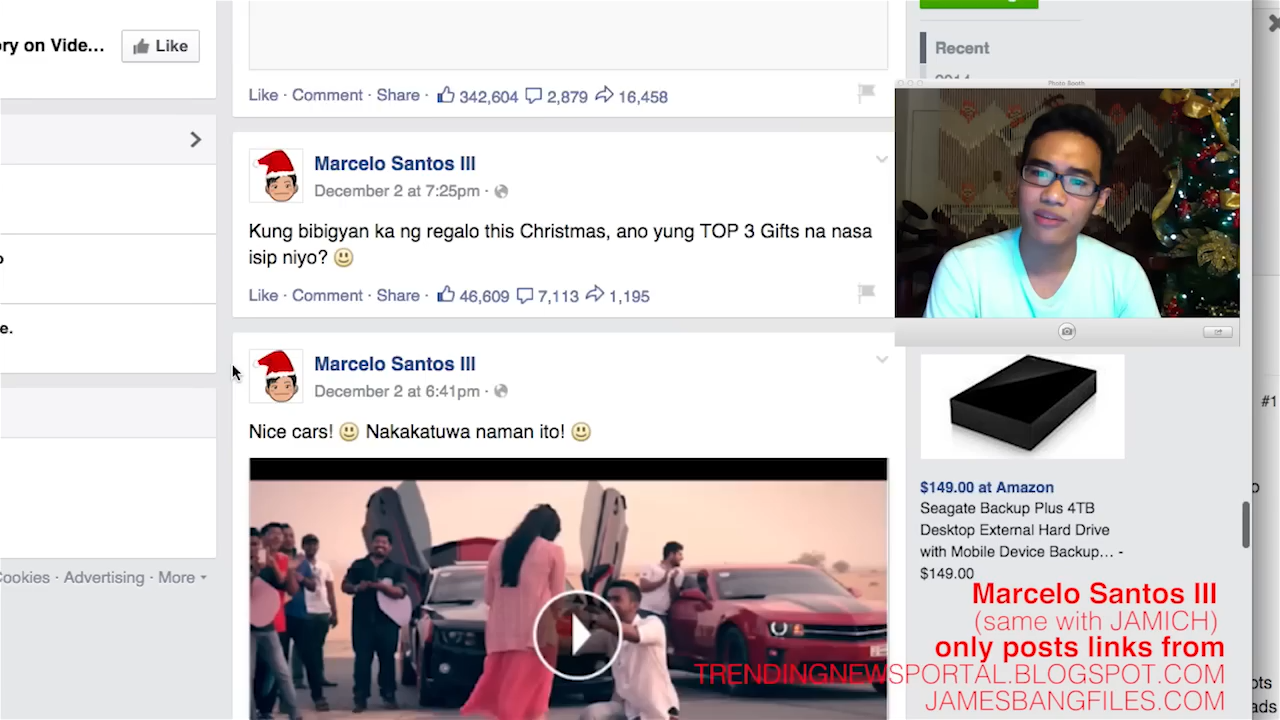 ory on Vide...
Like
Like · Comment · Share · 342,604 2,879 16,458
Marcelo Santos III
December 2 at 7:25pm ·
Kung bibigyan ka ng regalo this Christmas, ano yung TOP 3 Gifts na nasa
isip niyo?
Like · Comment · Share · 46,609 7,113 1,195
e.
Marcelo Santos III
December 2 at 6:41pm ·
Nice cars! Nakakatuwa naman ito!
Cookies · Advertising · More
Recent
2014
Photo Booth
#1
$149.00 at Amazon
Seagate Backup Plus 4TB
Desktop External Hard Drive
with Mobile Device Backup... -
$149.00
Marcelo Santos III
(same with JAMICH)
only posts links from
TRENDINGNEWSPORTAL.BLOGSPOT.COM
JAMESBANGFILES.COM